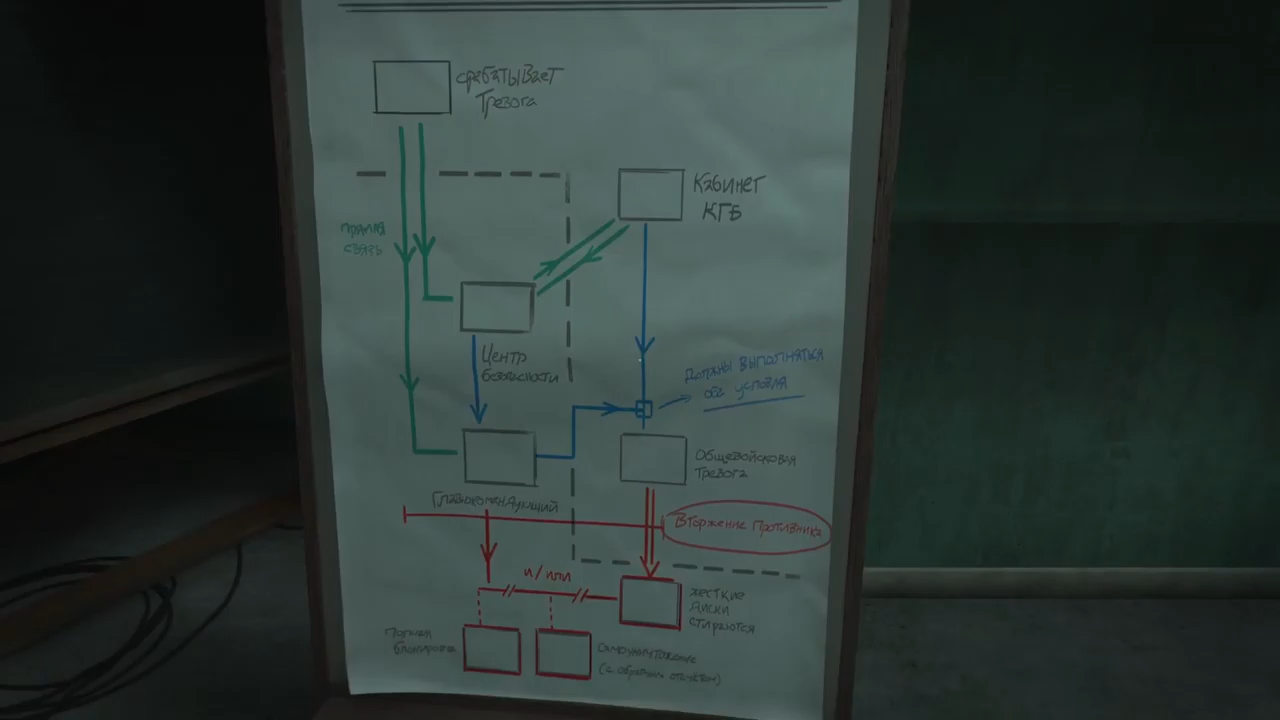 срабатывает
Тревога
Кабинет
КГБ
прямая
связь
Центр
безопасности
Должны выполняться
оба условия
Общевойсковая
Тревога
Главнокомандующий
Вторжение Противника
и/или
жесткие
диски
стираются
Полная
блокировка
Самоуничтожение
(с обратным отсчётом)